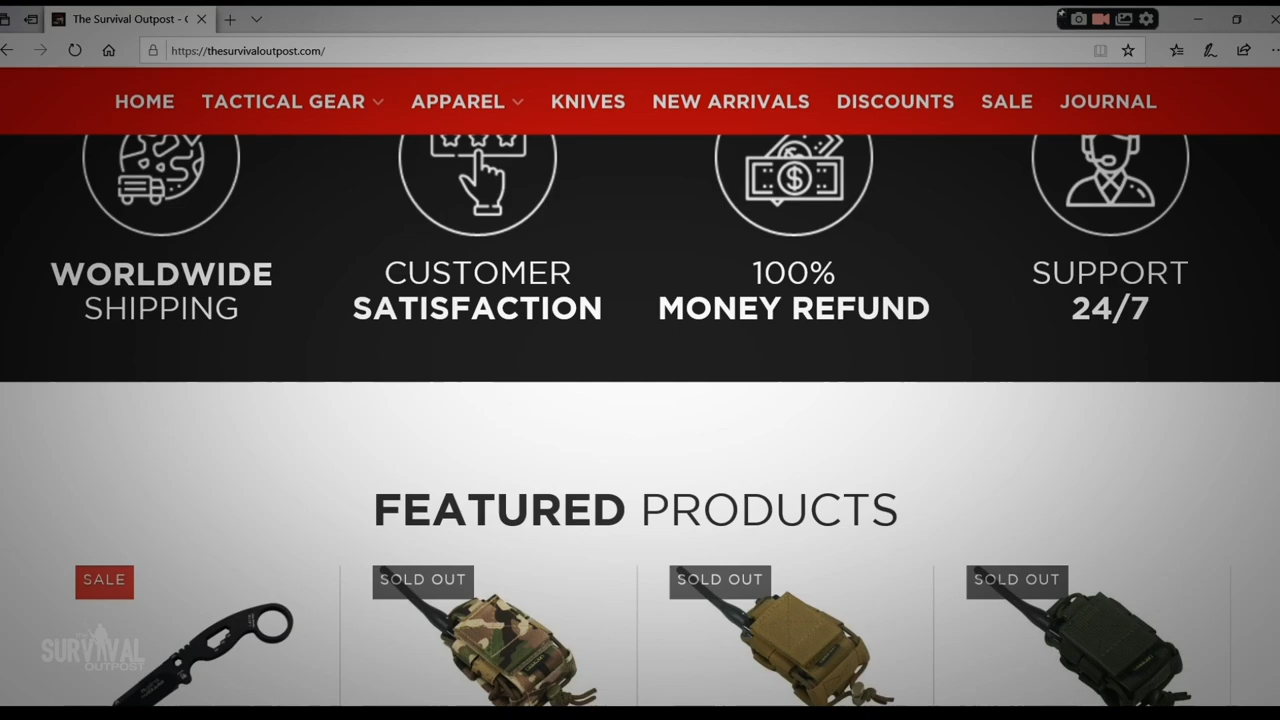 The Survival Outpost - C
https://thesurvivaloutpost.com/
HOME TACTICAL GEAR APPAREL KNIVES NEW ARRIVALS DISCOUNTS SALE JOURNAL
WORLDWIDE
SHIPPING
CUSTOMER
SATISFACTION
100%
MONEY REFUND
SUPPORT
24/7
FEATURED PRODUCTS
SALE
SOLD OUT
SOLD OUT
SOLD OUT
SURVIVAL
OUTPOST